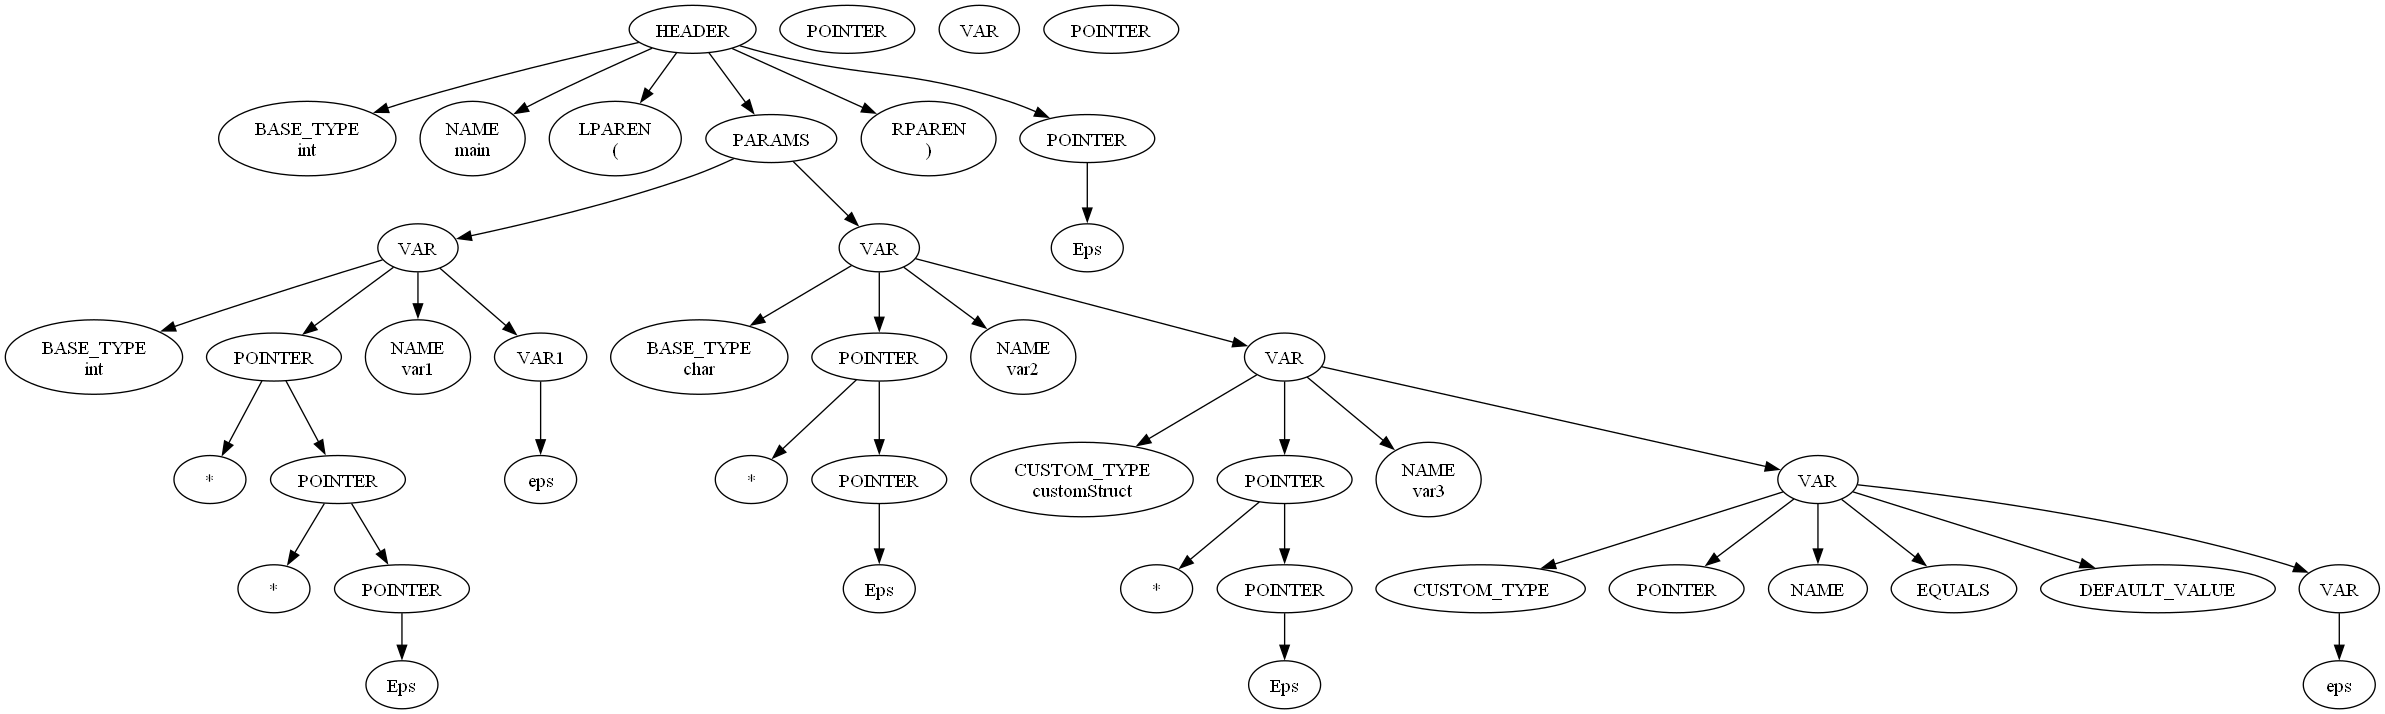 HEADER
POINTER
VAR
POINTER
BASE_TYPE
int
NAME
main
LPAREN
(
PARAMS
RPAREN
)
POINTER
VAR
VAR
Eps
BASE_TYPE
int
POINTER
NAME
var1
VAR1
BASE_TYPE
char
POINTER
NAME
var2
VAR
*
POINTER
eps
*
POINTER
CUSTOM_TYPE
customStruct
POINTER
NAME
var3
VAR
*
POINTER
Eps
*
POINTER
CUSTOM_TYPE
POINTER
NAME
EQUALS
DEFAULT_VALUE
VAR
Eps
Eps
eps